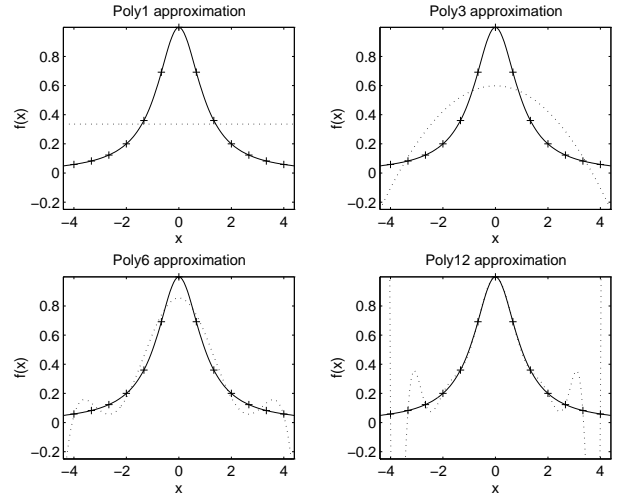 Poly1 approximation
0.8
0.6
0.4
0.2
0
−0.2
f(x)
−4 −2 0 2 4
x
Poly3 approximation
0.8
0.6
0.4
0.2
0
−0.2
f(x)
−4 −2 0 2 4
x
Poly6 approximation
0.8
0.6
0.4
0.2
0
−0.2
f(x)
−4 −2 0 2 4
x
Poly12 approximation
0.8
0.6
0.4
0.2
0
−0.2
f(x)
−4 −2 0 2 4
x